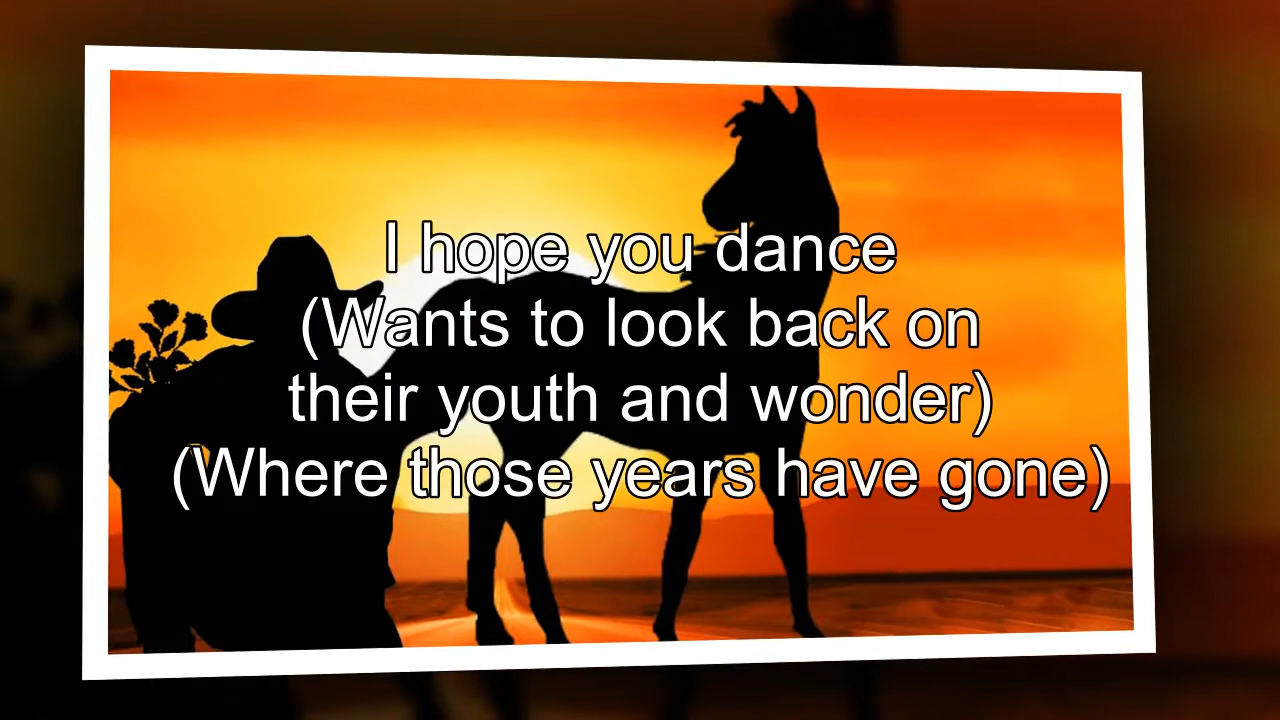 I hope you dance
(Wants to look back on
their youth and wonder)
(Where those years have gone)